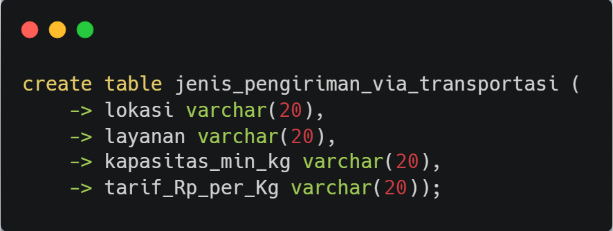 create table jenis_pengiriman_via_transportasi (
    -> lokasi varchar(20),
    -> layanan varchar(20),
    -> kapasitas_min_kg varchar(20),
    -> tarif_Rp_per_Kg varchar(20));